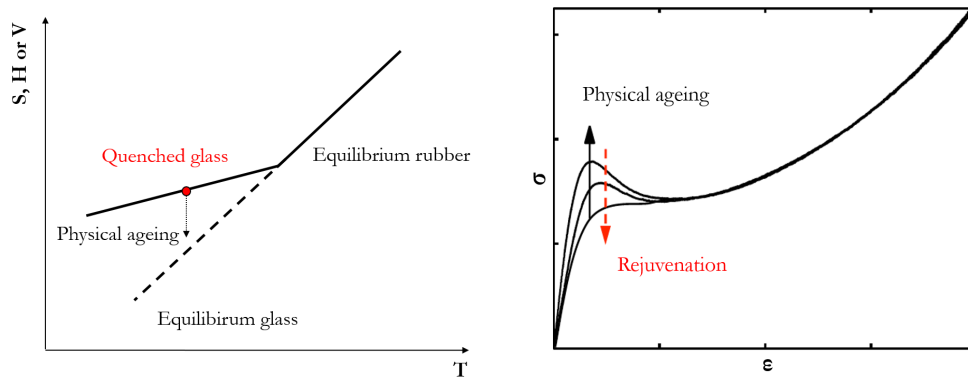 S, H or V
Quenched glass
Equilibrium rubber
Physical ageing
Equilibirum glass
T
Physical ageing
σ
Rejuvenation
ε